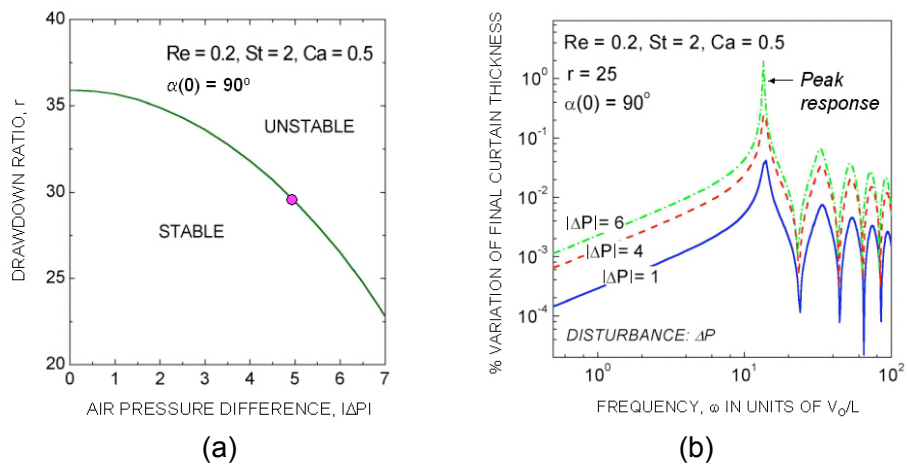 DRAWDOWN RATIO, r
40
35
30
25
20
Re = 0.2, St = 2, Ca = 0.5
α(0) = 90°
UNSTABLE
STABLE
0 1 2 3 4 5 6 7
AIR PRESSURE DIFFERENCE, |ΔP|
(a)
% VARIATION OF FINAL CURTAIN THICKNESS
10^0
10^-1
10^-2
10^-3
10^-4
Re = 0.2, St = 2, Ca = 0.5
r = 25
α(0) = 90°
Peak
response
|ΔP|= 6
|ΔP|= 4
|ΔP|= 1
DISTURBANCE: ΔP
10^0 10^1 10^2
FREQUENCY, ω IN UNITS OF V_0/L
(b)